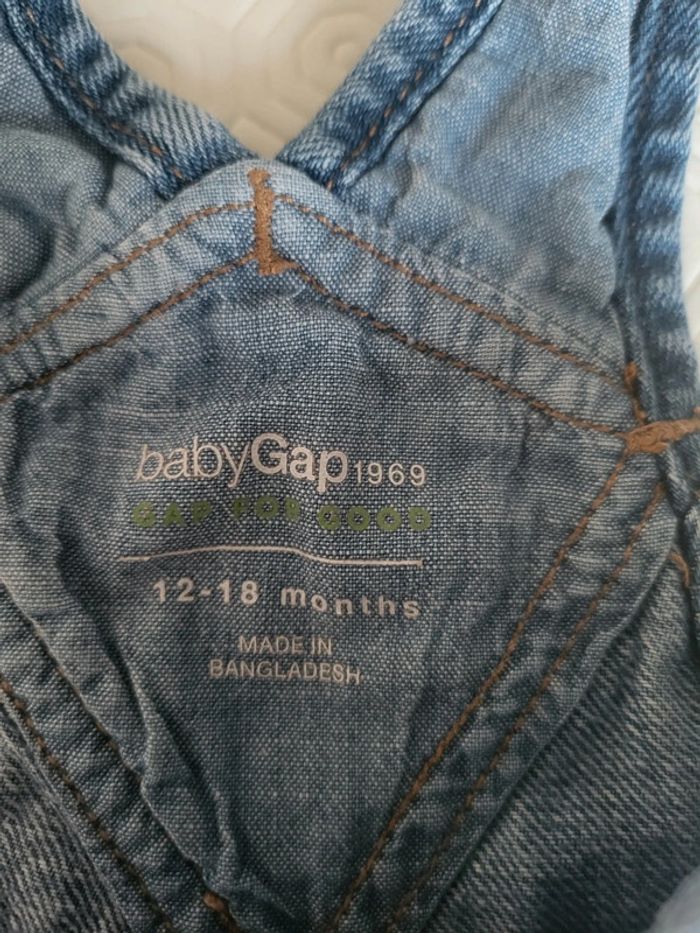 babyGap1969
GAP FOR GOOD
12-18 months
MADE IN
BANGLADESH